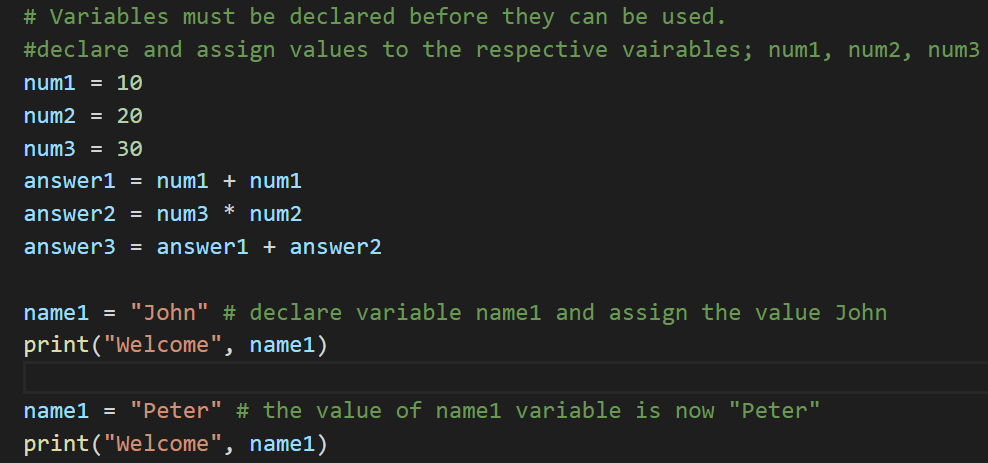 # Variables must be declared before they can be used.
#declare and assign values to the respective vairables; num1, num2, num3
num1 = 10
num2 = 20
num3 = 30
answer1 = num1 + num1
answer2 = num3 * num2
answer3 = answer1 + answer2
name1 = "John" # declare variable name1 and assign the value John
print("Welcome", name1)
name1 = "Peter" # the value of name1 variable is now "Peter"
print("Welcome", name1)